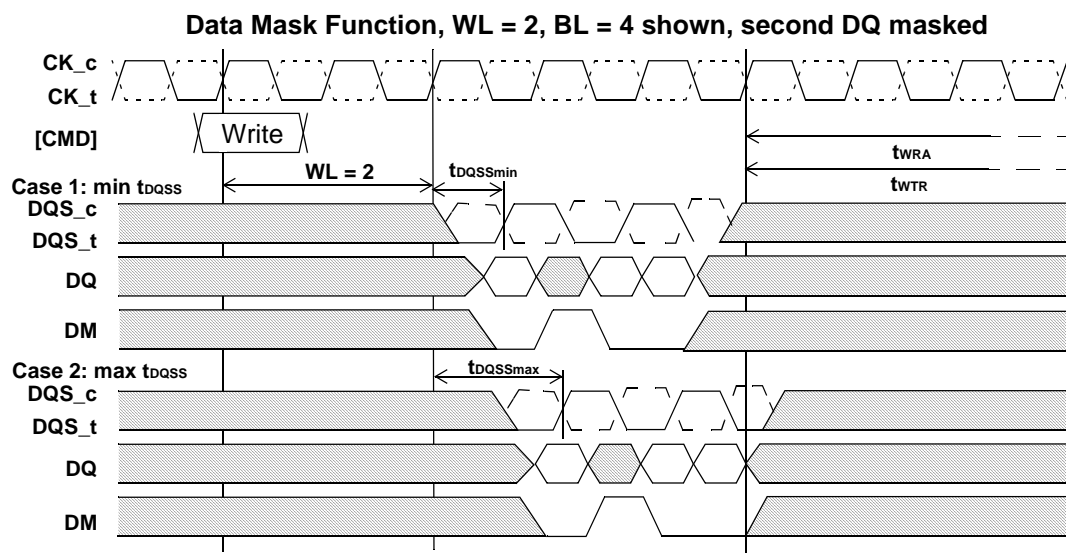 Data Mask Function, WL = 2, BL = 4 shown, second DQ masked
CK_c
CK_t
[CMD]
Write
tWRA
WL = 2
tDQSSmin
tWTR
Case 1: min tDQSS
DQS_c
DQS_t
DQ
DM
Case 2: max tDQSS
tDQSSmax
DQS_c
DQS_t
DQ
DM